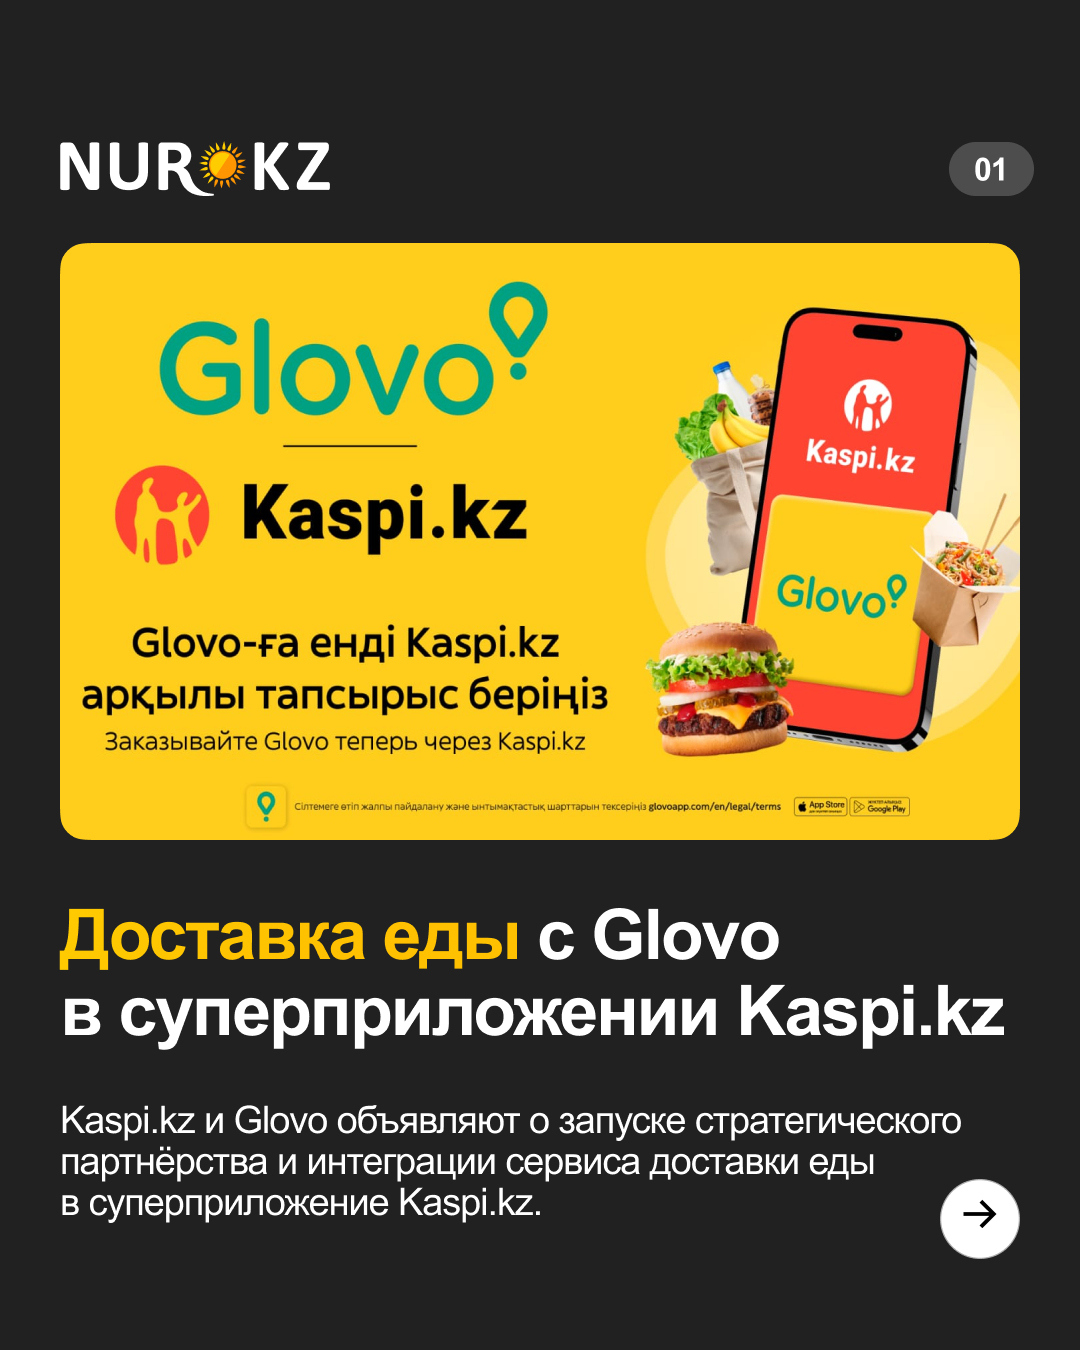 NUR KZ
01
Glovo
Kaspi.kz
Glovo-ға енді Kaspi.kz
арқылы тапсырыс беріңіз
Заказывайте Glovo теперь через Kaspi.kz
Сілтемеге өтіп жалпы пайдалану және ынтымақтастық шарттарын тексеріңіз glovoapp.com/en/legal/terms
App Store
Google Play
Kaspi.kz
Glovo
Доставка еды с Glovo
в суперприложении Kaspi.kz
Kaspi.kz и Glovo объявляют о запуске стратегического
партнёрства и интеграции сервиса доставки еды
в суперприложение Kaspi.kz.